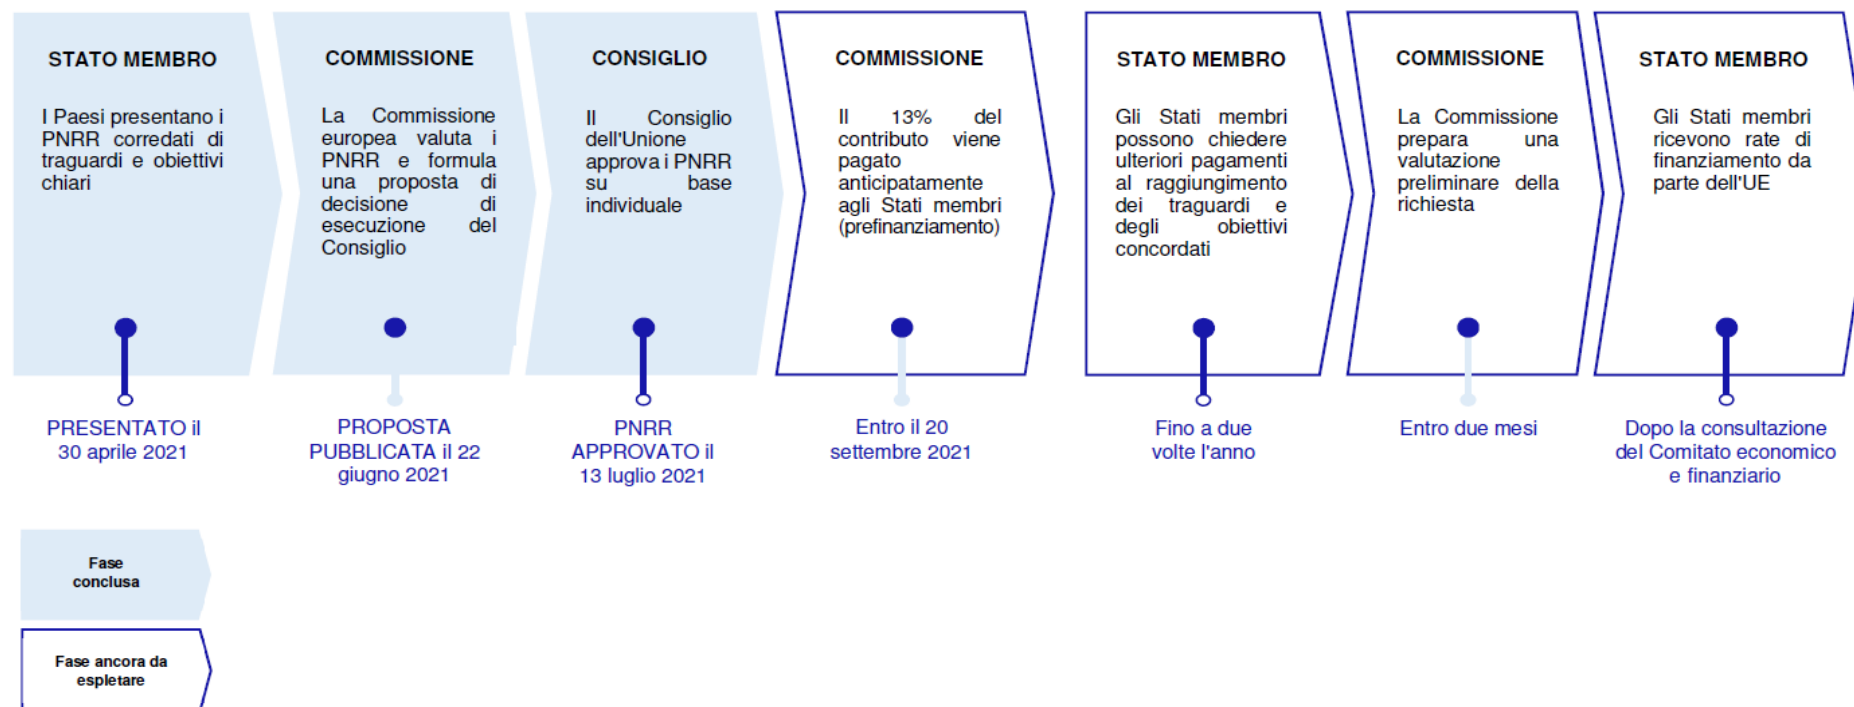 STATO MEMBRO
I Paesi presentano i
PNRR corredati di
traguardi e obiettivi
chiari
PRESENTATO il
30 aprile 2021
COMMISSIONE
La Commissione
europea valuta i
PNRR e formula
una proposta di
decisione di
esecuzione del
Consiglio
PROPOSTA
PUBBLICATA il 22
giugno 2021
CONSIGLIO
Il Consiglio
dell'Unione
approva i PNRR
su base
individuale
PNRR
APPROVATO il
13 luglio 2021
COMMISSIONE
Il 13% del
contributo viene
pagato
anticipatamente
agli Stati membri
(prefinanziamento)
Entro il 20
settembre 2021
STATO MEMBRO
Gli Stati membri
possono chiedere
ulteriori pagamenti
al raggiungimento
dei traguardi e
degli obiettivi
concordati
Fino a due
volte l'anno
COMMISSIONE
La Commissione
prepara una
valutazione
preliminare della
richiesta
Entro due mesi
STATO MEMBRO
Gli Stati membri
ricevono rate di
finanziamento da
parte dell'UE
Dopo la consultazione
del Comitato economico
e finanziario
Fase
conclusa
Fase ancora da
espletare